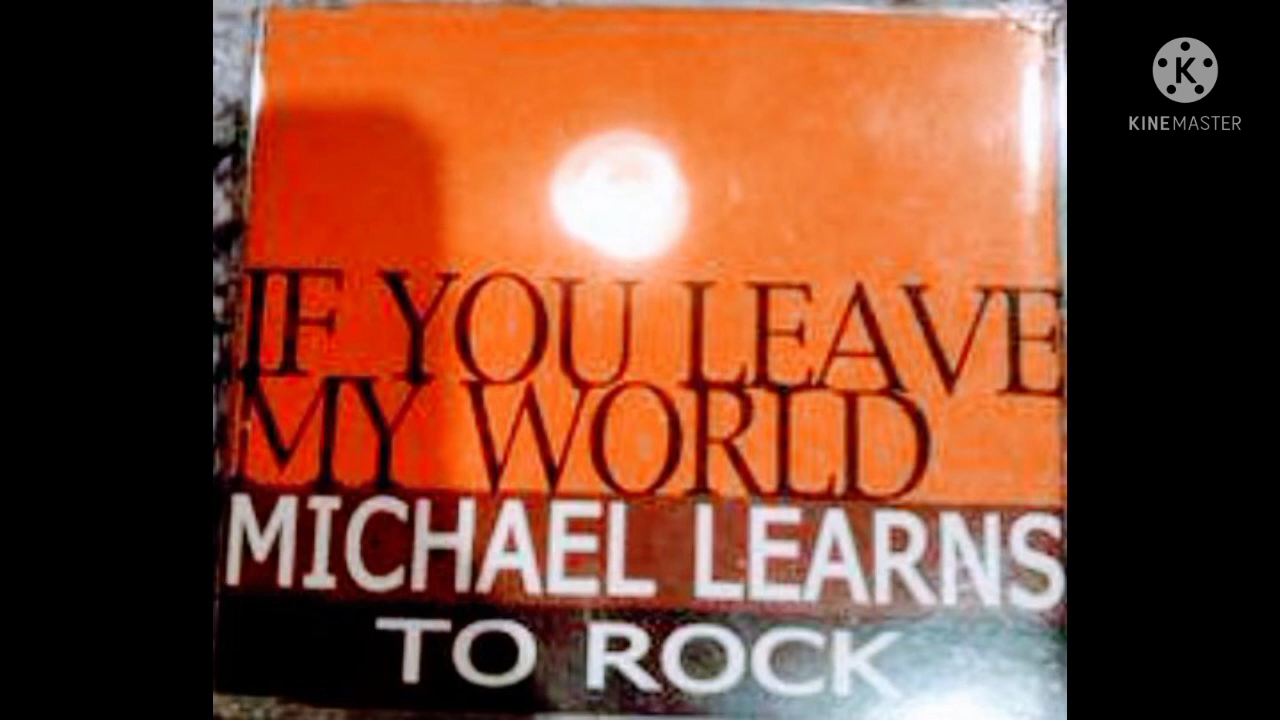 IF YOU LEAVE
MY WORLD
MICHAEL LEARNS
TO ROCK
K
KINEMASTER